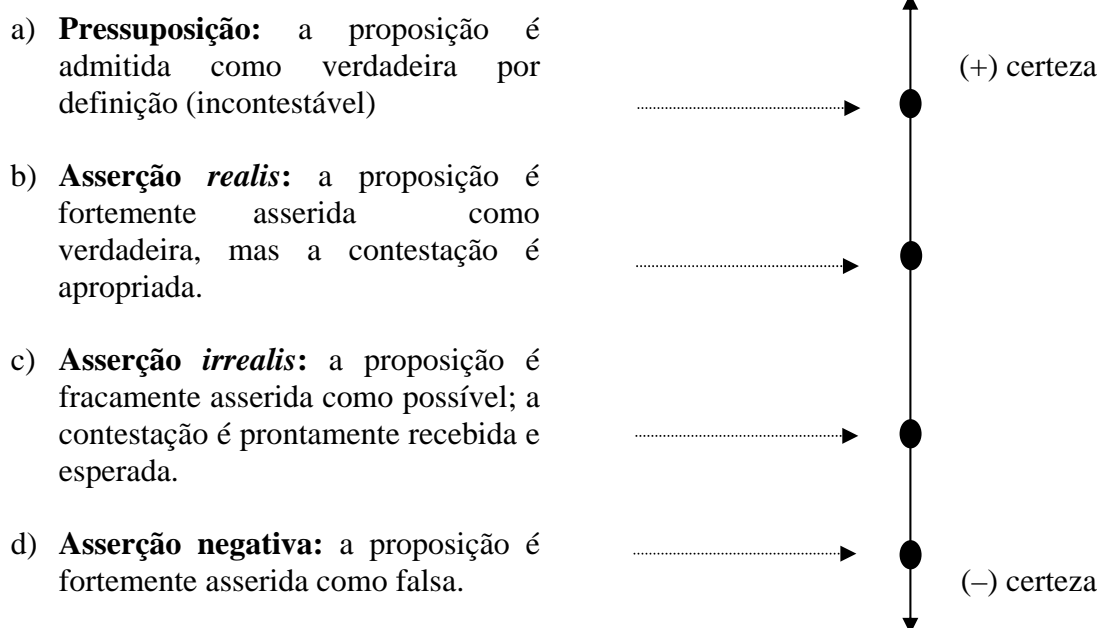 a) Pressuposição: a proposição é
admitida como verdadeira por
definição (incontestável)
(+) certeza
b) Asserção realis: a proposição é
fortemente asserida como
verdadeira, mas a contestação é
apropriada.
c) Asserção irrealis: a proposição é
fracamente asserida como possível; a
contestação é prontamente recebida e
esperada.
d) Asserção negativa: a proposição é
fortemente asserida como falsa.
(–) certeza